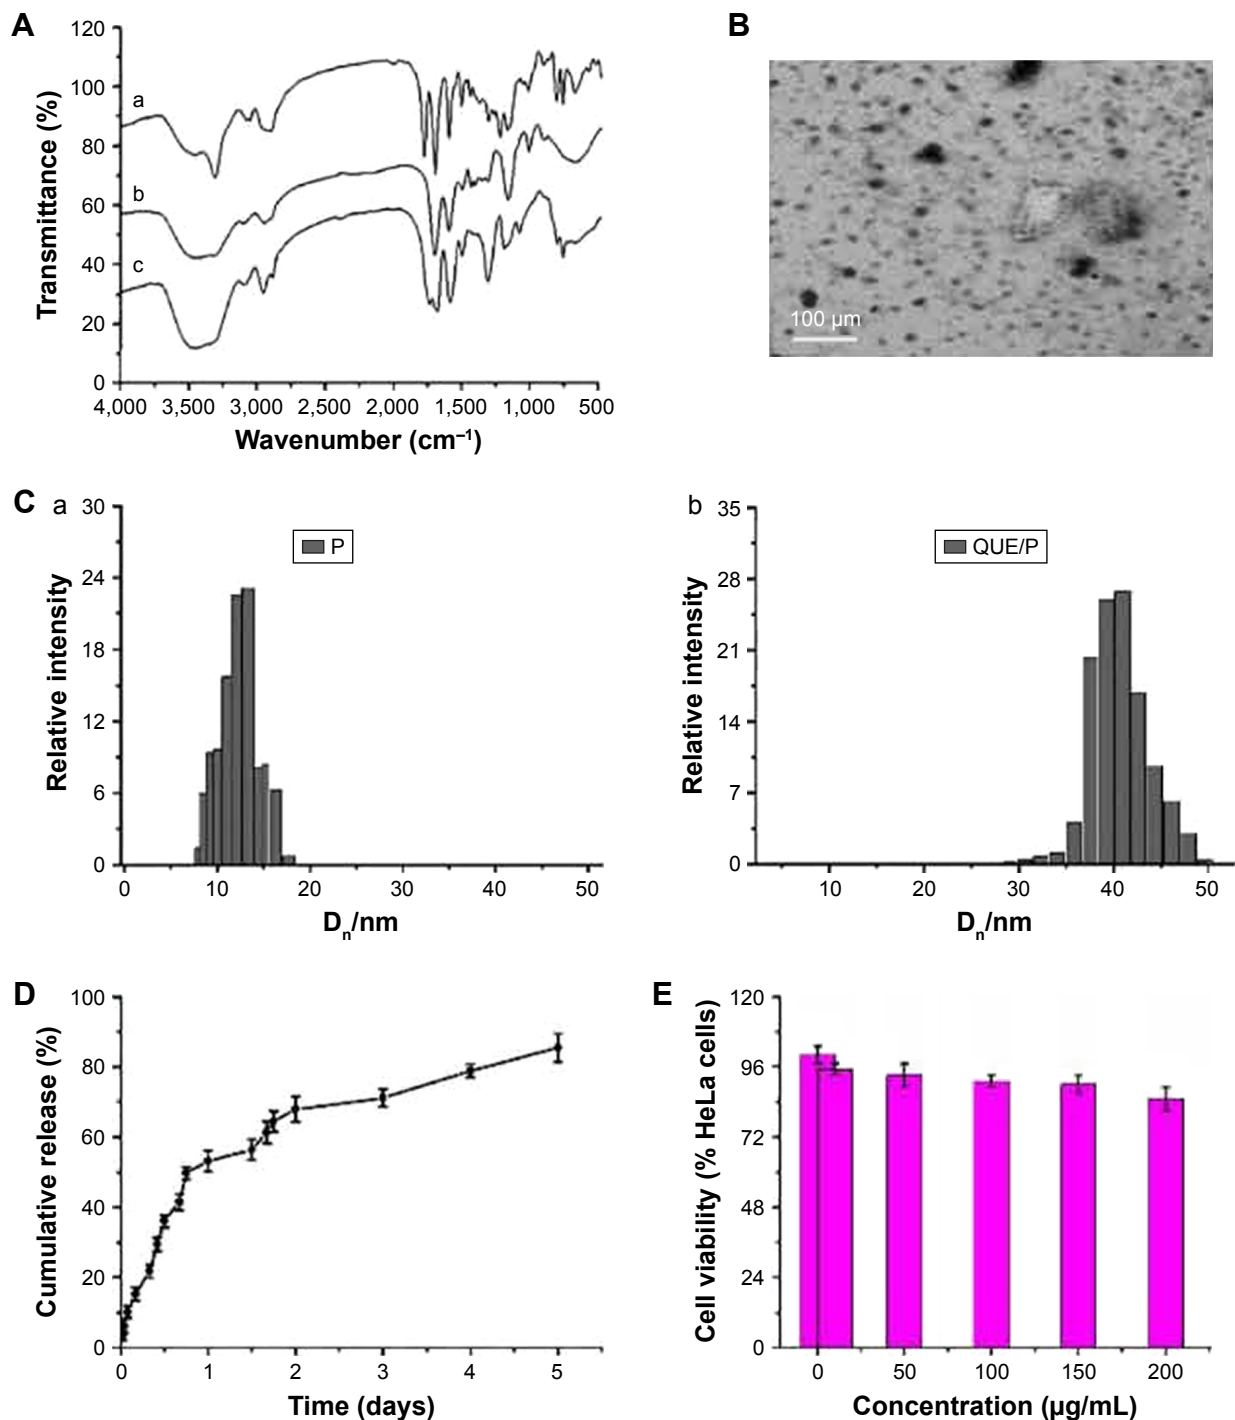 A
120
100
80
60
40
20
0
Transmittance (%)
a
b
c
4,000 3,500 3,000 2,500 2,000 1,500 1,000 500
Wavenumber (cm⁻¹)
B
100 µm
C a
30
24
18
12
6
0
Relative intensity
P
0 10 20 30 40 50
Dₙ/nm
b
35
28
21
14
7
0
Relative intensity
QUE/P
10 20 30 40 50
Dₙ/nm
D
100
80
60
40
20
0
Cumulative release (%)
0 1 2 3 4 5
Time (days)
E
120
96
72
48
24
0
Cell viability (% HeLa cells)
0 50 100 150 200
Concentration (µg/mL)